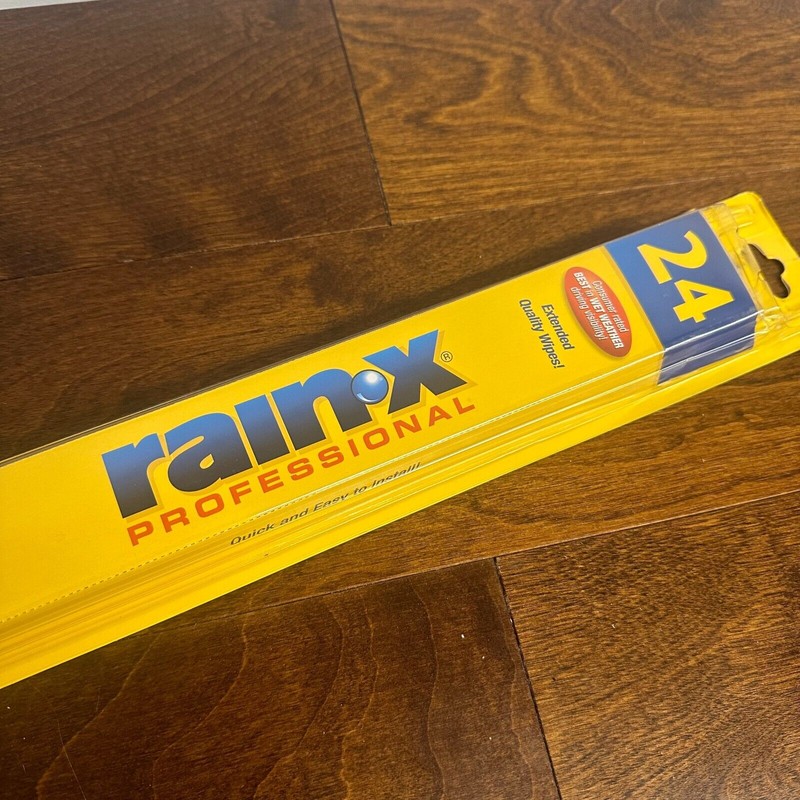 rain·x®
PROFESSIONAL
Quick and Easy to Install!
Extended
Quality Wipes!
Consumer rated
BEST in WET WEATHER
driving visibility!
24